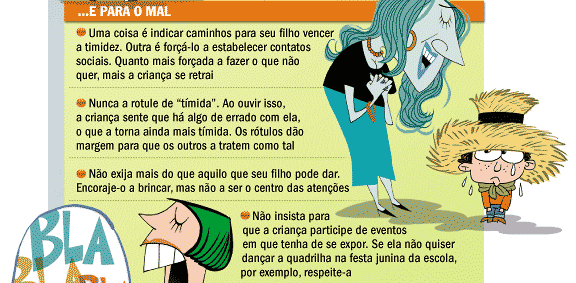 ...E PARA O MAL
Uma coisa é indicar caminhos para seu filho vencer
a timidez. Outra é forçá-lo a estabelecer contatos
sociais. Quanto mais forçada a fazer o que não
quer, mais a criança se retrai
Nunca a rotule de “tímida”. Ao ouvir isso,
a criança sente que há algo de errado com ela,
o que a torna ainda mais tímida. Os rótulos dão
margem para que os outros a tratem como tal
Não exija mais do que aquilo que seu filho pode dar.
Encoraje-o a brincar, mas não a ser o centro das atenções
Não insista para
que a criança participe de eventos
em que tenha de se expor. Se ela não quiser
dançar a quadrilha na festa junina da escola,
por exemplo, respeite-a
BLA